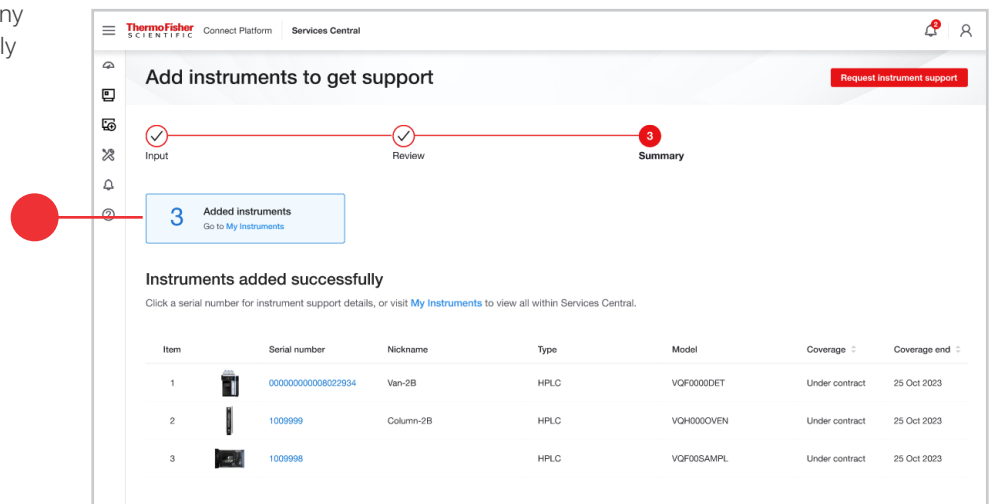 ny
ly
ThermoFisher
SCIENTIFIC
Connect Platform
Services Central
2
Add instruments to get support
Request instrument support
3
Input
Review
Summary
3
Added instruments
Go to My Instruments
Instruments added successfully
Click a serial number for instrument support details, or visit My Instruments to view all within Services Central.
Item Serial number Nickname Type Model Coverage Coverage end
1 000000000008022934 Van-2B HPLC VQF0000DET Under contract 25 Oct 2023
2 1009999 Column-2B HPLC VQH000OVEN Under contract 25 Oct 2023
3 1009998 HPLC VQF00SAMPL Under contract 25 Oct 2023